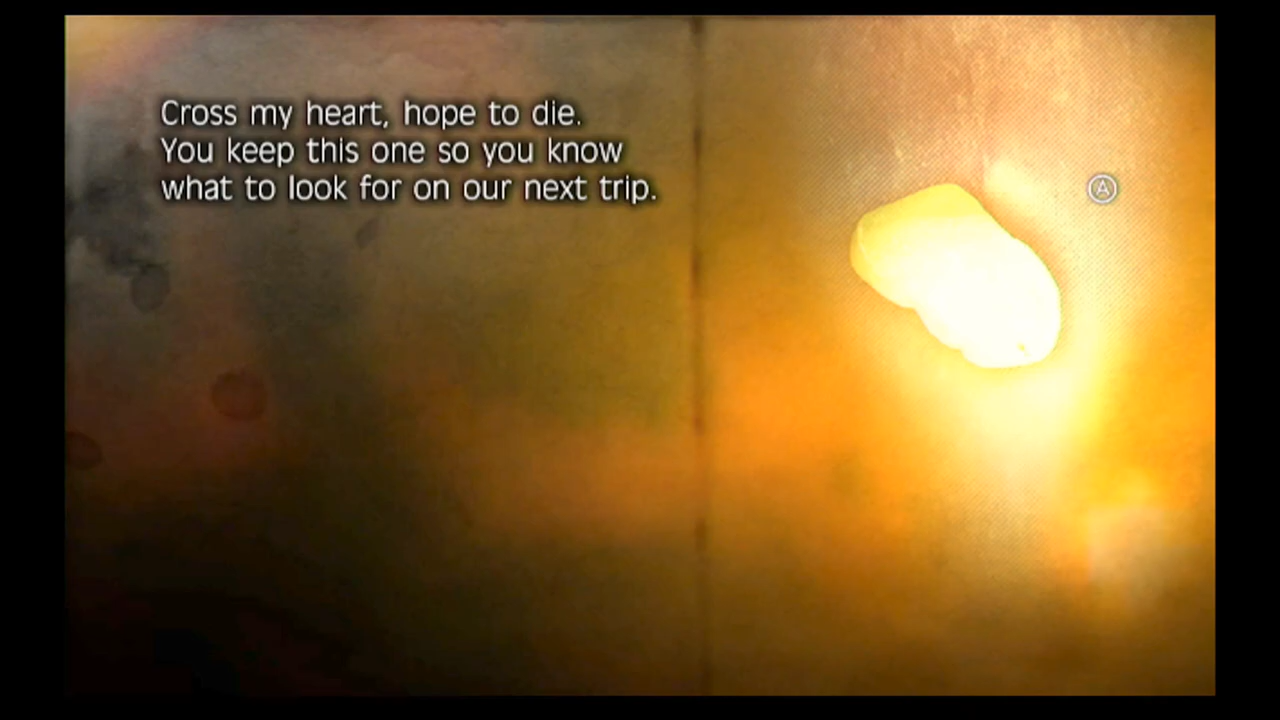 Cross my heart, hope to die.
You keep this one so you know
what to look for on our next trip.
A